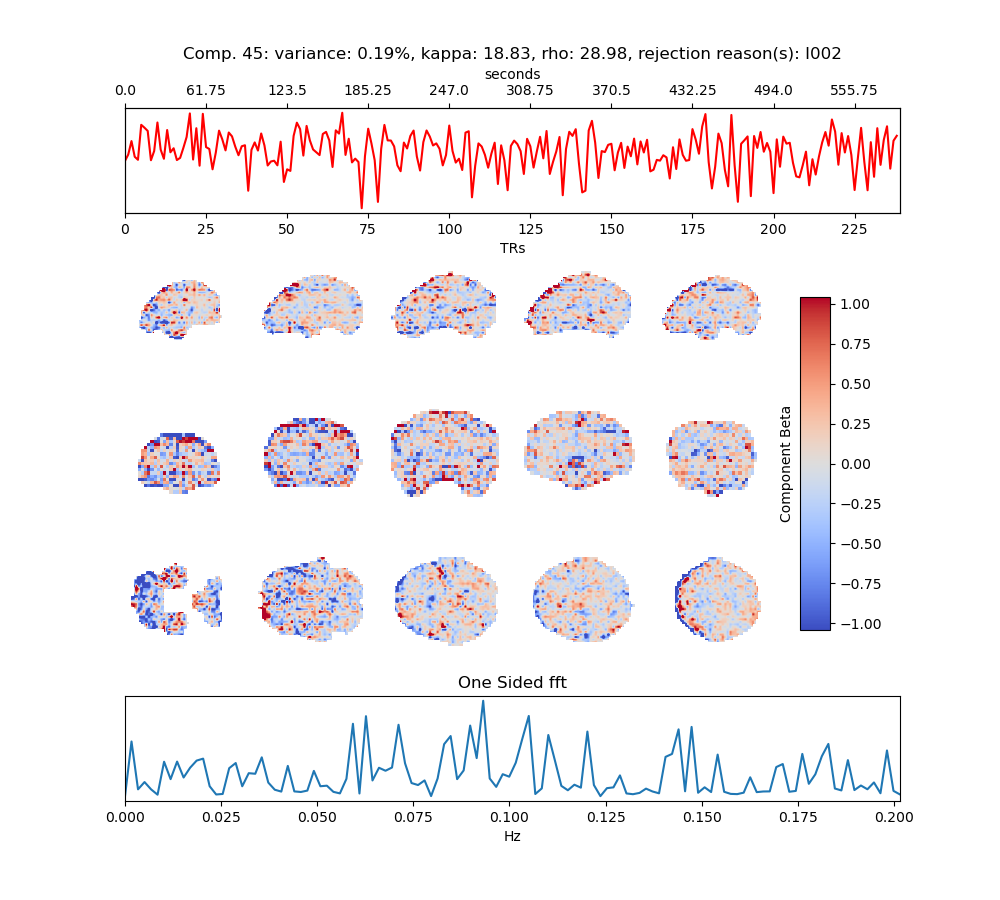 Comp. 45: variance: 0.19%, kappa: 18.83, rho: 28.98, rejection reason(s): I002
seconds
0.0 61.75 123.5 185.25 247.0 308.75 370.5 432.25 494.0 555.75
0 25 50 75 100 125 150 175 200 225
TRs
1.00
0.75
0.50
0.25
0.00
−0.25
−0.50
−0.75
−1.00
Component Beta
One Sided fft
0.000 0.025 0.050 0.075 0.100 0.125 0.150 0.175 0.200
Hz